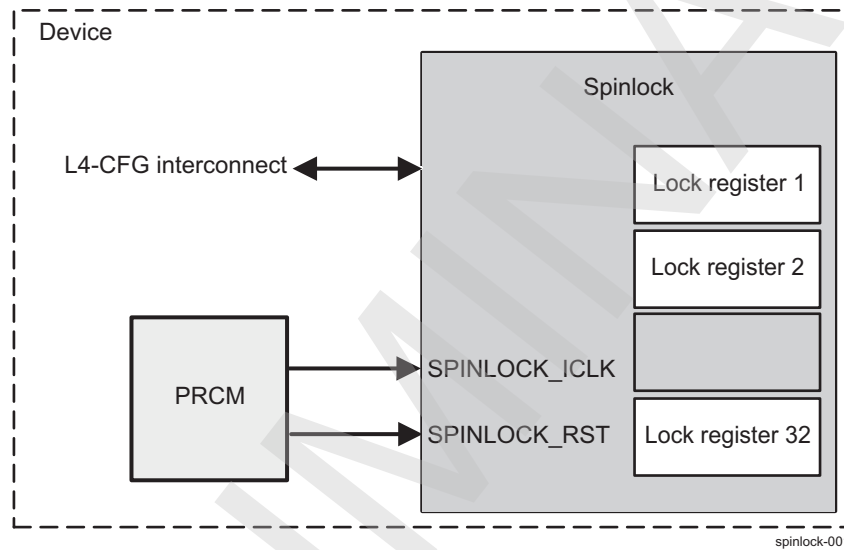 Device
Spinlock
L4-CFG interconnect
Lock register 1
Lock register 2
SPINLOCK_ICLK
PRCM
SPINLOCK_RST
Lock register 32
spinlock-00